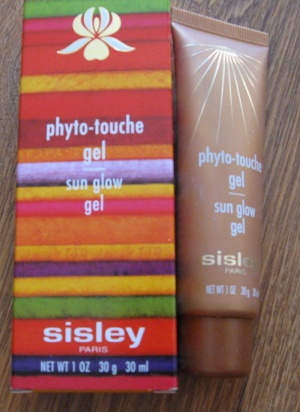 phyto-touche
gel
sun glow
gel
sisley
PARIS
NET WT 1 OZ 30 g 30 ml
phyto-touche
gel
sun glow
gel
sisley
PARIS
NET WT 1 OZ 30 g